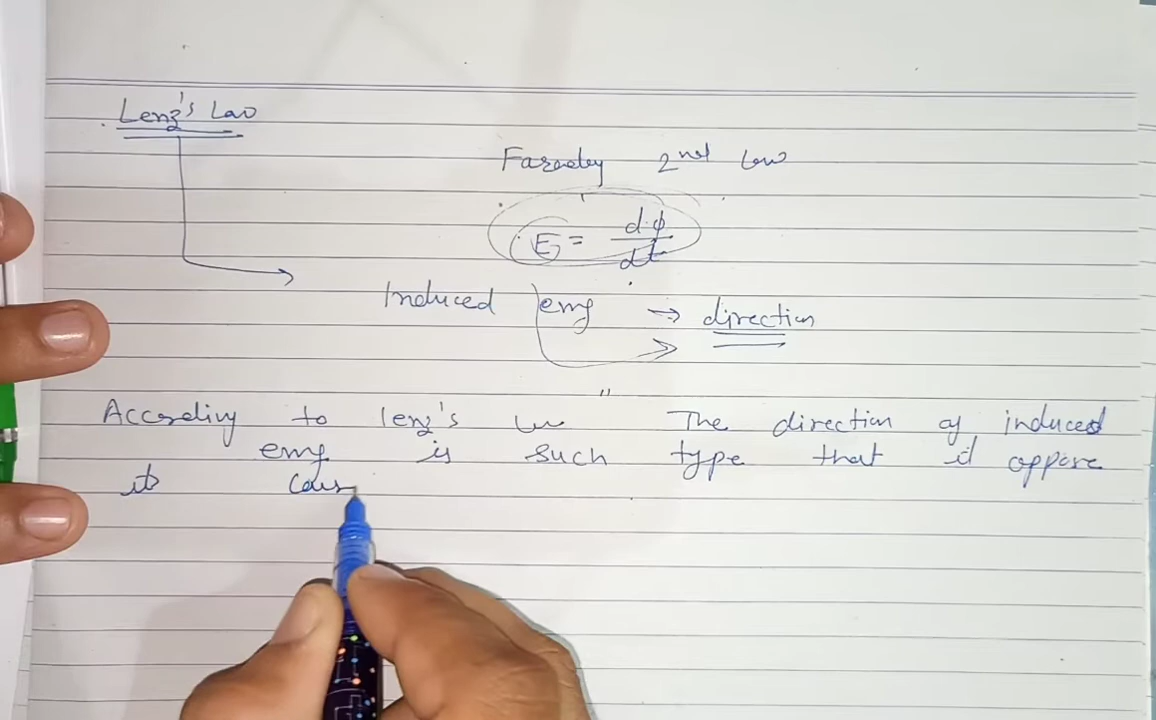 Lenz's Law
Faraday 2nd Law
E = dφ/dt
Induced emf → direction
"
According to lenz's law The direction of induced
emf is such type that it oppose
its Caus